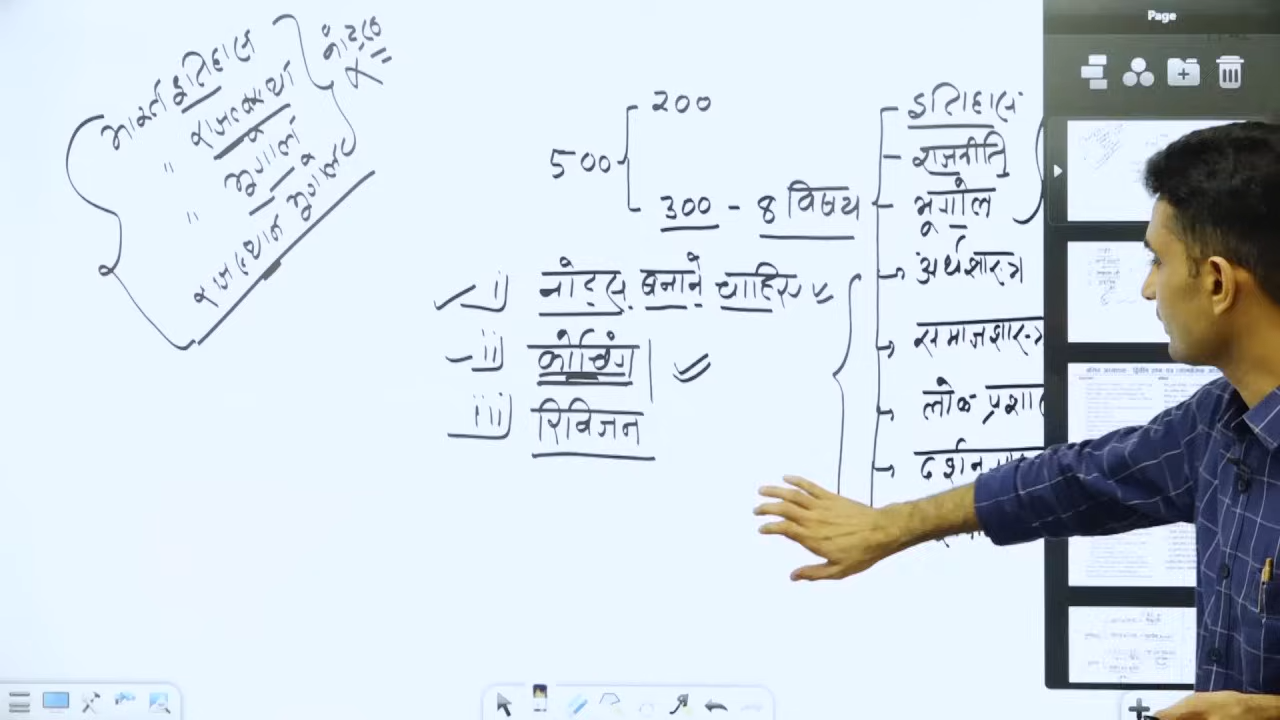 भारत इतिहास
" राजव्यवस्था
" भूगोल
राजस्थान भूगोल
नोट्स
500
200
300 - 8 विषय
i) नोट्स बनाने चाहिए
ii) कोचिंग
iii) रिविजन
इतिहास
राजनीति
भूगोल
अर्थशास्त्र
समाजशास्त्र
लोक प्रशा
दर्शन
Page